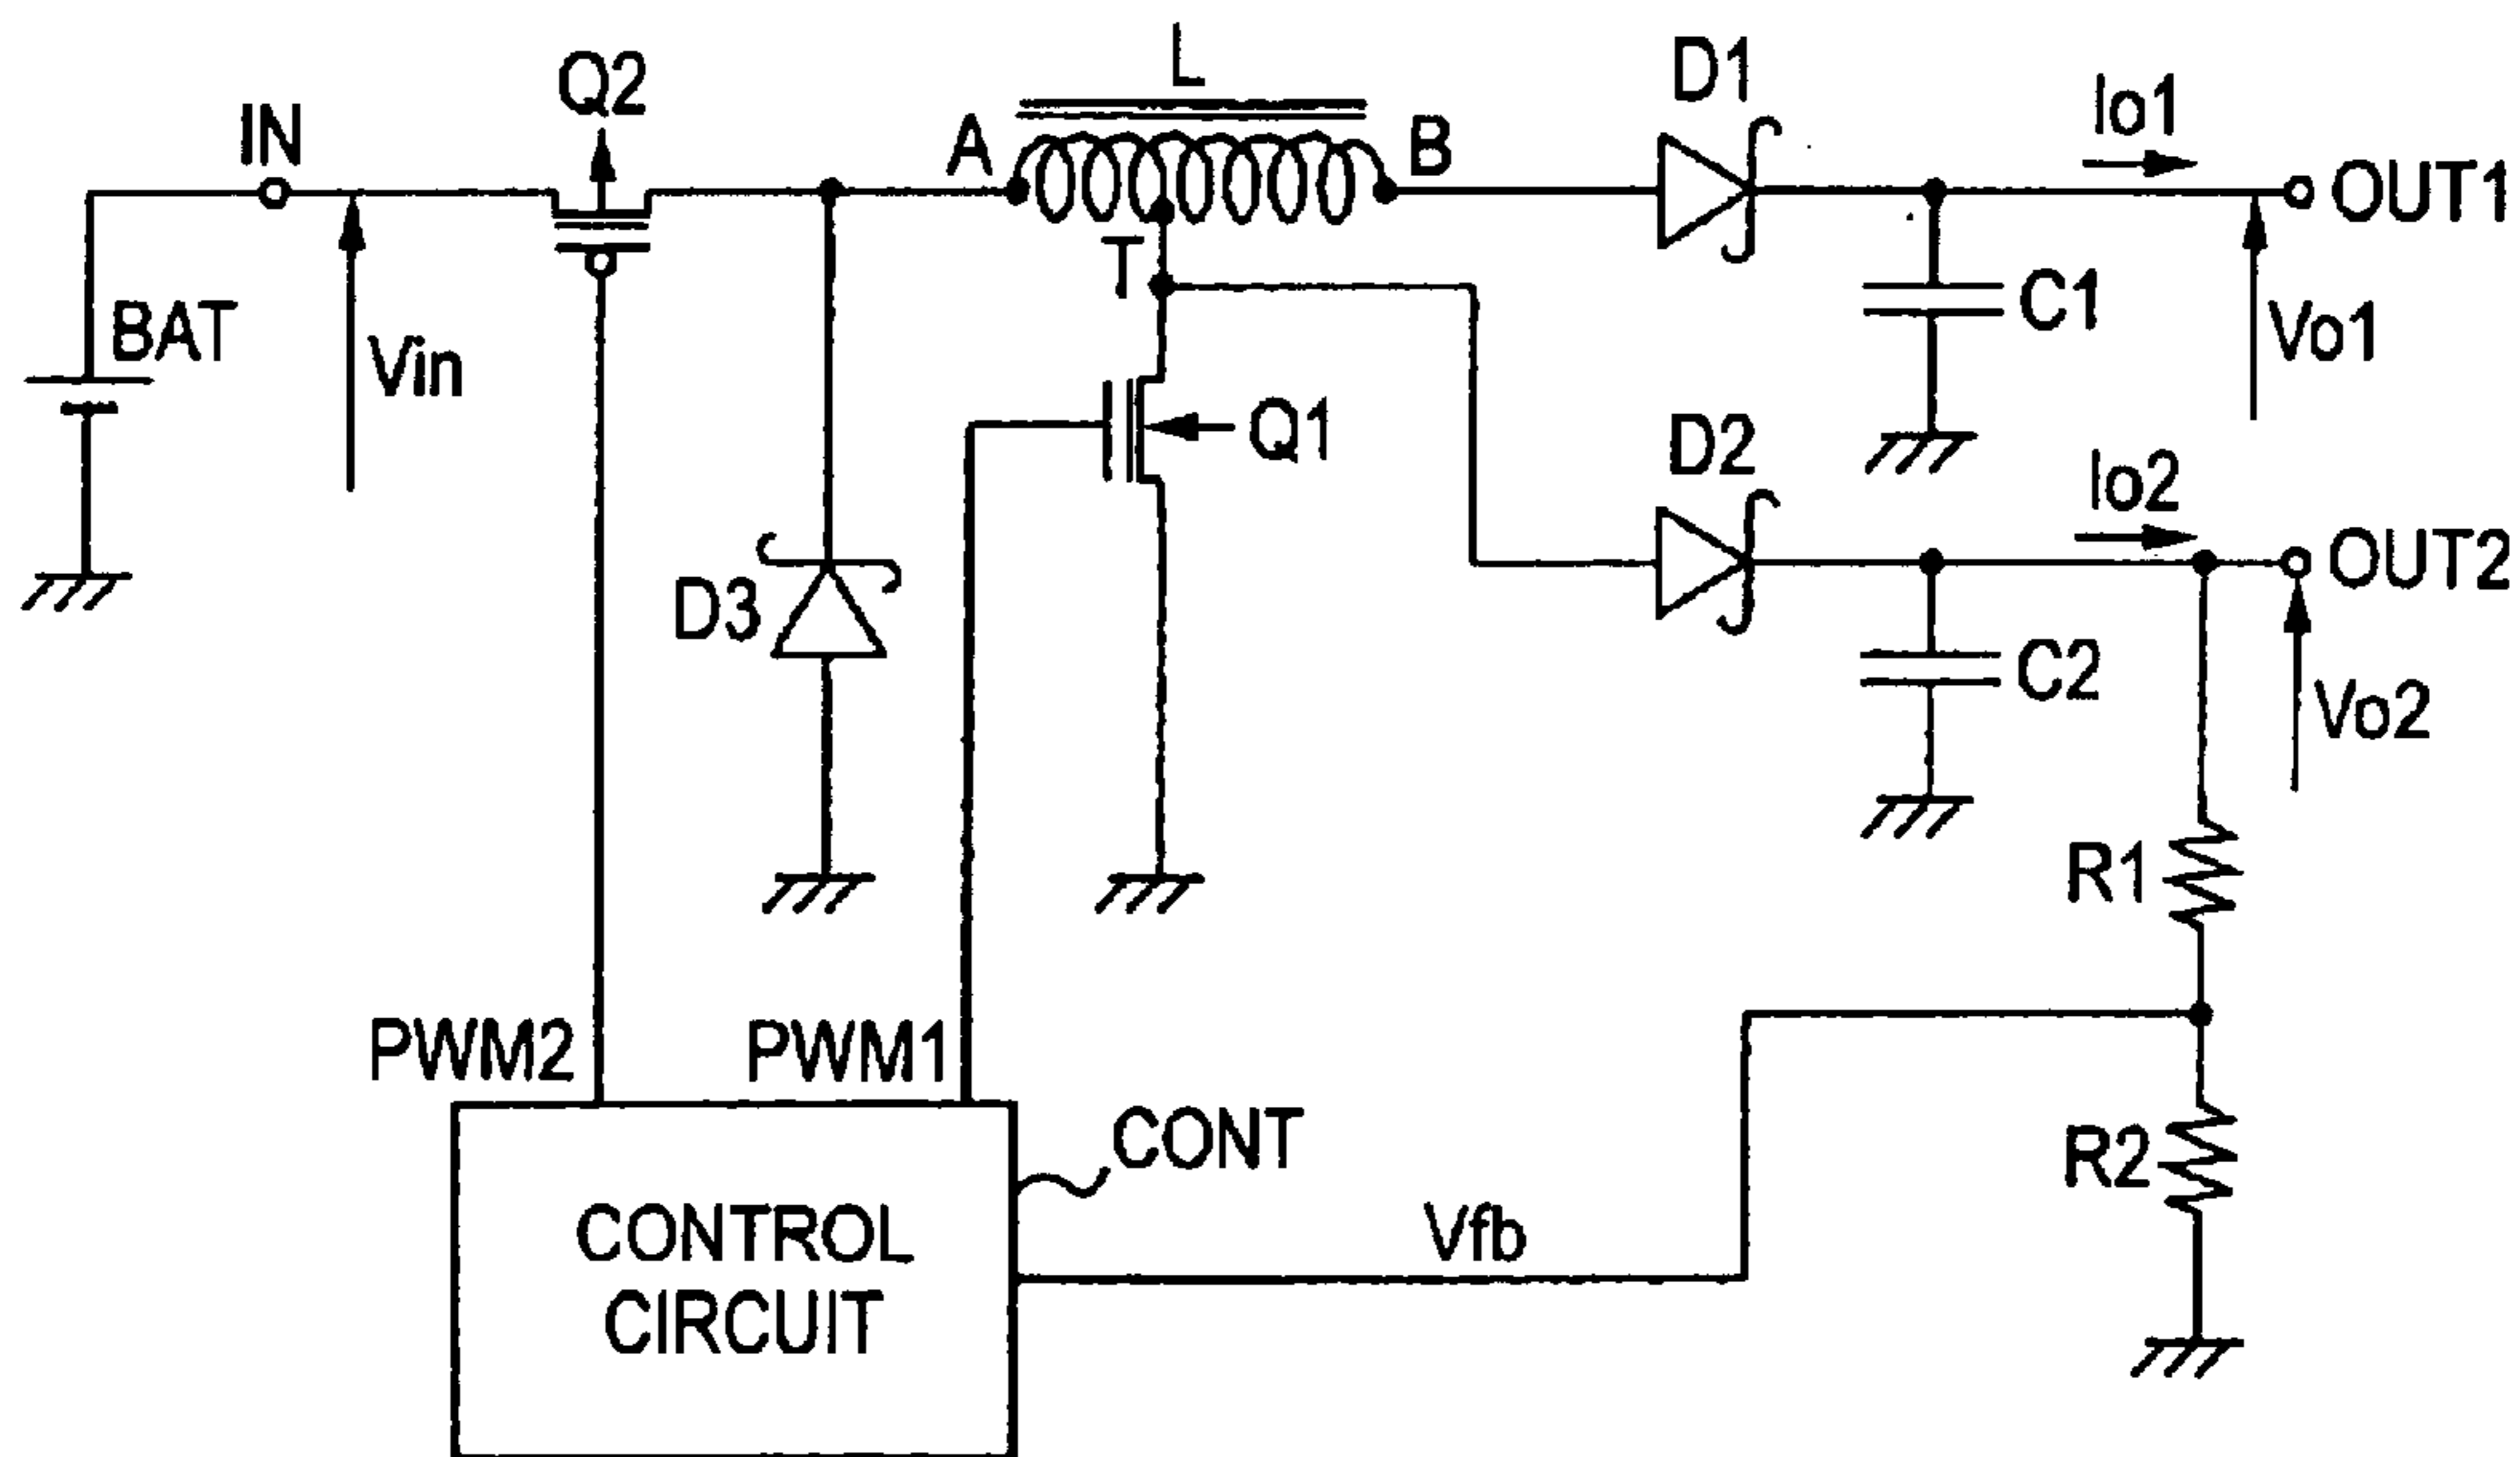 L
D1
Io1
Q2
IN
A
B
OUT1
T
BAT
Vin
C1
Vo1
Q1
D2
Io2
OUT2
D3
C2
Vo2
R1
PWM2
PWM1
CONT
R2
CONTROL
CIRCUIT
Vfb